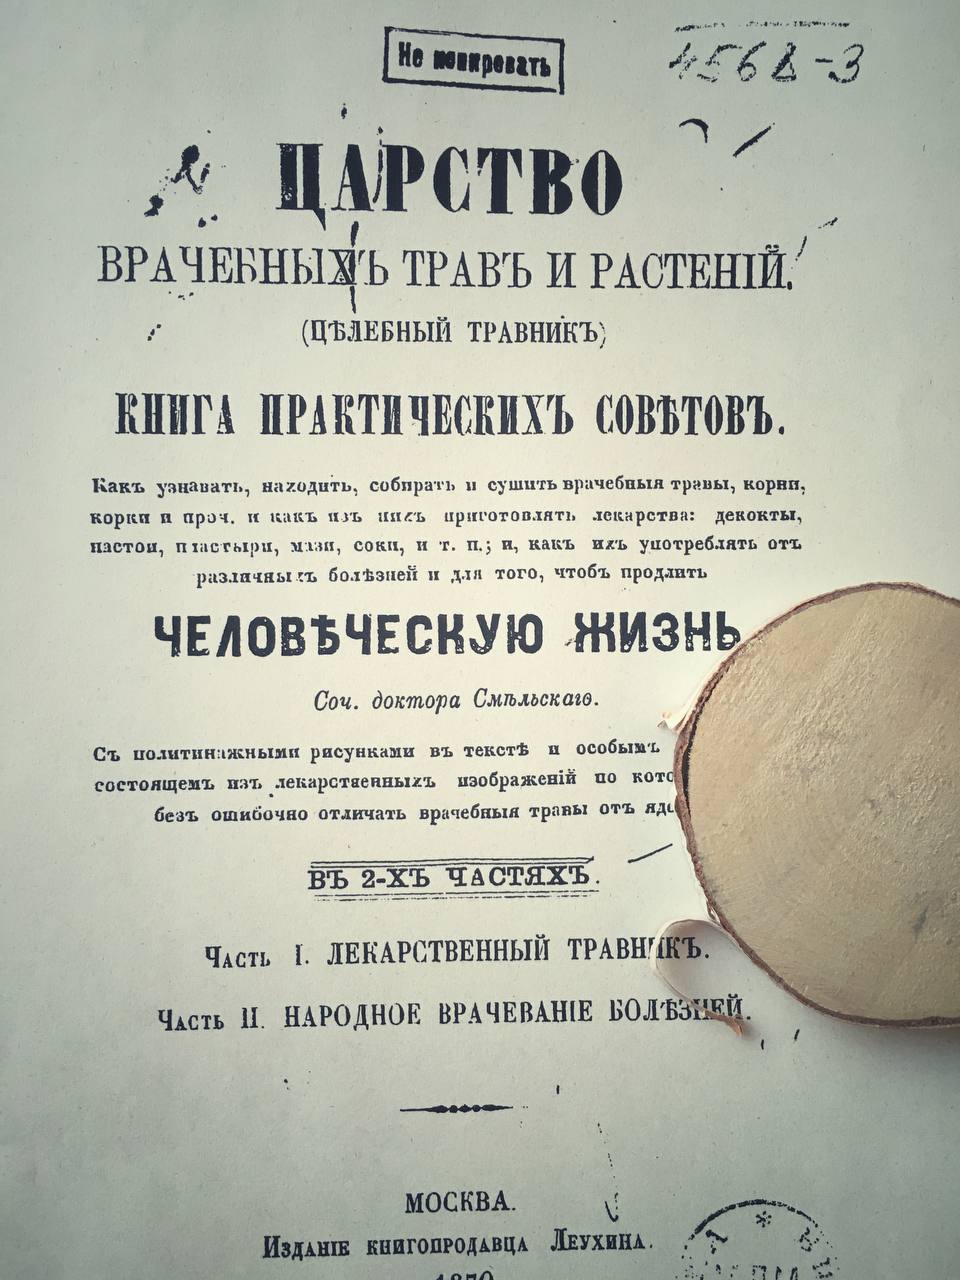 Не копировать
4568-3
ЦАРСТВО
ВРАЧЕБНЫХЪ ТРАВЪ И РАСТЕНІЙ.
(ЦѢЛЕБНЫЙ ТРАВНИКЪ)
КНИГА ПРАКТИЧЕСКИХЪ СОВѢТОВЪ.
Какъ узнавать, находить, собирать и сушить врачебныя травы, корни,
корки и проч. и какъ изъ нихъ приготовлять лекарства: декокты,
настои, пластыри, мази, соки, и т. п.; и, какъ ихъ употреблять отъ
различныхъ болѣзней и для того, чтобъ продлить
ЧЕЛОВѢЧЕСКУЮ ЖИЗНЬ
Соч. доктора Смѣльскаго.
Съ политипажными рисунками въ текстѣ и особымъ
состоящемъ изъ лекарственныхъ изображеній по
безъ ошибочно отличать врачебныя травы отъ
ВЪ 2-ХЪ ЧАСТЯХЪ.
Часть I. ЛЕКАРСТВЕННЫЙ ТРАВНИКЪ.
Часть II. НАРОДНОЕ ВРАЧЕВАНІЕ БОЛѢЗНЕЙ.
МОСКВА.
Изданіе книгопродавца Леухина.